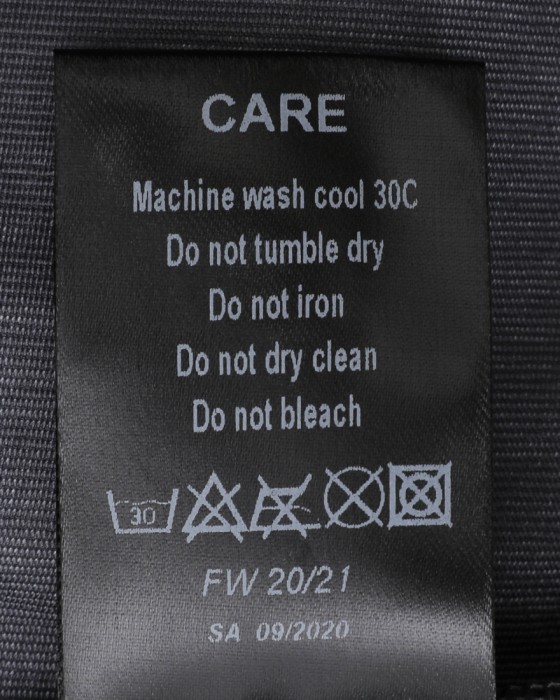 CARE
Machine wash cool 30C
Do not tumble dry
Do not iron
Do not dry clean
Do not bleach
30
FW 20/21
SA 09/2020